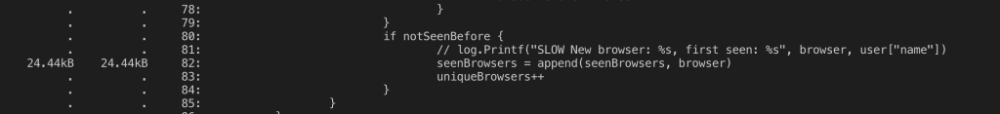 . . 78: }
. . 79: }
. . 80: if notSeenBefore {
. . 81: // log.Printf("SLOW New browser: %s, first seen: %s", browser, user["name"])
24.44kB 24.44kB 82: seenBrowsers = append(seenBrowsers, browser)
. . 83: uniqueBrowsers++
. . 84: }
. . 85: }